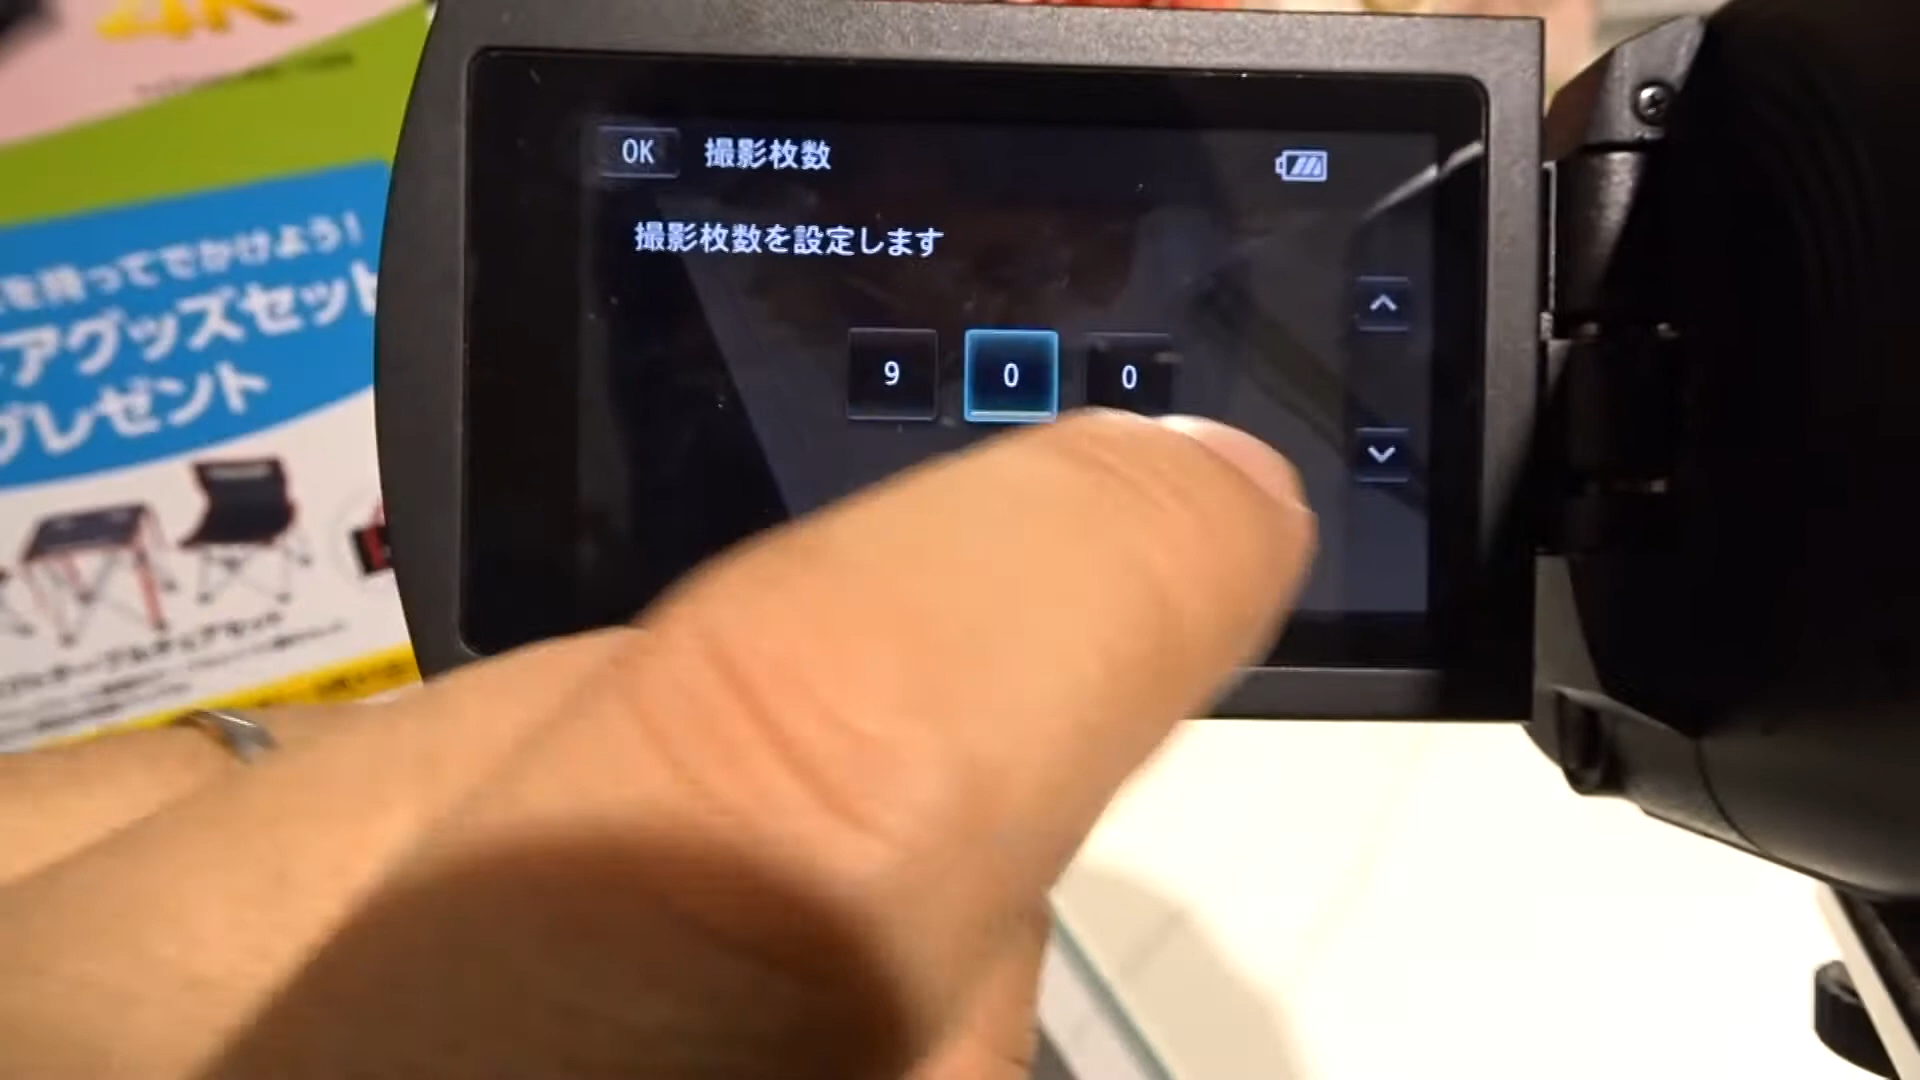 4K
OK 撮影枚数
撮影枚数を設定します
9 0 0
を持ってでかけよう!
アグッズセット
プレゼント